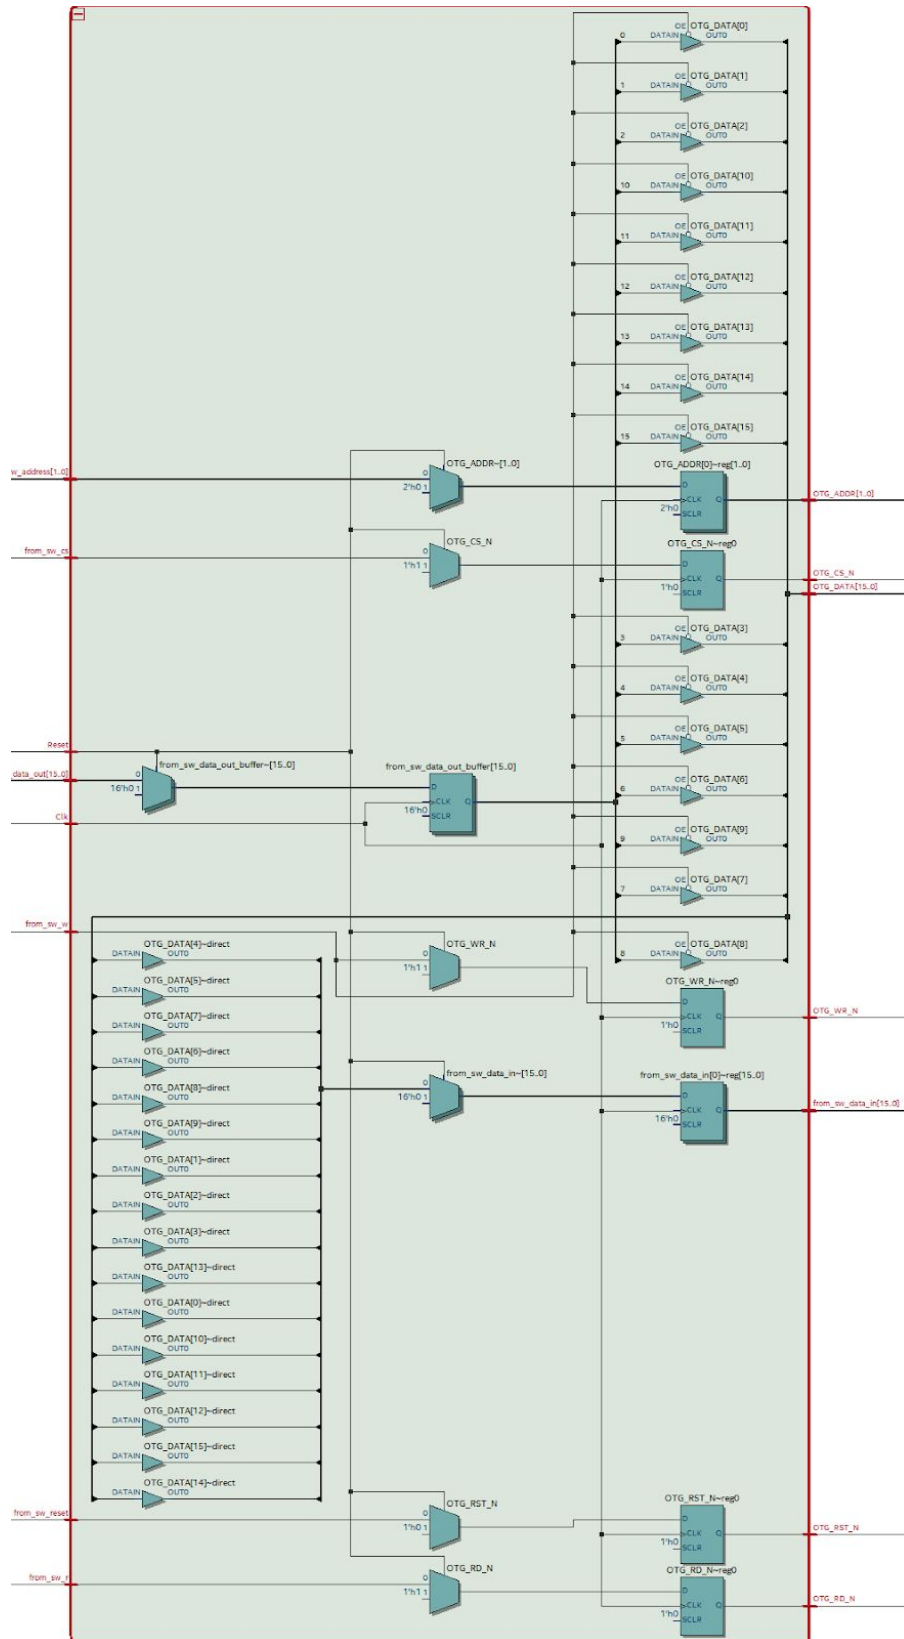 OE OTG_DATA[0]
0 DATAIN OUT0
OE OTG_DATA[1]
1 DATAIN OUT0
OE OTG_DATA[2]
2 DATAIN OUT0
OE OTG_DATA[10]
10 DATAIN OUT0
OE OTG_DATA[11]
11 DATAIN OUT0
OE OTG_DATA[12]
12 DATAIN OUT0
OE OTG_DATA[13]
13 DATAIN OUT0
OE OTG_DATA[14]
14 DATAIN OUT0
OE OTG_DATA[15]
15 DATAIN OUT0
w_address[1..0]
OTG_ADDR~[1..0]
0
2'h0 1
OTG_ADDR[0]~reg[1..0]
D
CLK Q
2'h0 SCLR
OTG_ADDR[1..0]
from_sw_cs
OTG_CS_N
0
1'h1 1
OTG_CS_N~reg0
D
CLK Q
1'h0 SCLR
OTG_CS_N
OTG_DATA[15..0]
OE OTG_DATA[3]
3 DATAIN OUT0
OE OTG_DATA[4]
4 DATAIN OUT0
OE OTG_DATA[5]
5 DATAIN OUT0
OE OTG_DATA[6]
6 DATAIN OUT0
OE OTG_DATA[9]
9 DATAIN OUT0
OE OTG_DATA[7]
7 DATAIN OUT0
OE OTG_DATA[8]
8 DATAIN OUT0
Reset
data_out[15..0]
from_sw_data_out_buffer~[15..0]
0
16'h0 1
from_sw_data_out_buffer[15..0]
D
CLK Q
16'h0 SCLR
Clk
from_sw_w
OTG_WR_N
0
1'h1 1
OTG_WR_N~reg0
D
CLK Q
1'h0 SCLR
OTG_WR_N
OTG_DATA[4]~direct
DATAIN OUT0
OTG_DATA[5]~direct
DATAIN OUT0
OTG_DATA[7]~direct
DATAIN OUT0
OTG_DATA[6]~direct
DATAIN OUT0
OTG_DATA[8]~direct
DATAIN OUT0
OTG_DATA[9]~direct
DATAIN OUT0
OTG_DATA[1]~direct
DATAIN OUT0
OTG_DATA[2]~direct
DATAIN OUT0
OTG_DATA[3]~direct
DATAIN OUT0
OTG_DATA[13]~direct
DATAIN OUT0
OTG_DATA[0]~direct
DATAIN OUT0
OTG_DATA[10]~direct
DATAIN OUT0
OTG_DATA[11]~direct
DATAIN OUT0
OTG_DATA[12]~direct
DATAIN OUT0
OTG_DATA[15]~direct
DATAIN OUT0
OTG_DATA[14]~direct
DATAIN OUT0
from_sw_data_in~[15..0]
0
16'h0 1
from_sw_data_in[0]~reg[15..0]
D
CLK Q
16'h0 SCLR
from_sw_data_in[15..0]
from_sw_reset
OTG_RST_N
0
1'h0 1
OTG_RST_N~reg0
D
CLK Q
1'h0 SCLR
OTG_RST_N
from_sw_r
OTG_RD_N
0
1'h1 1
OTG_RD_N~reg0
D
CLK Q
1'h0 SCLR
OTG_RD_N